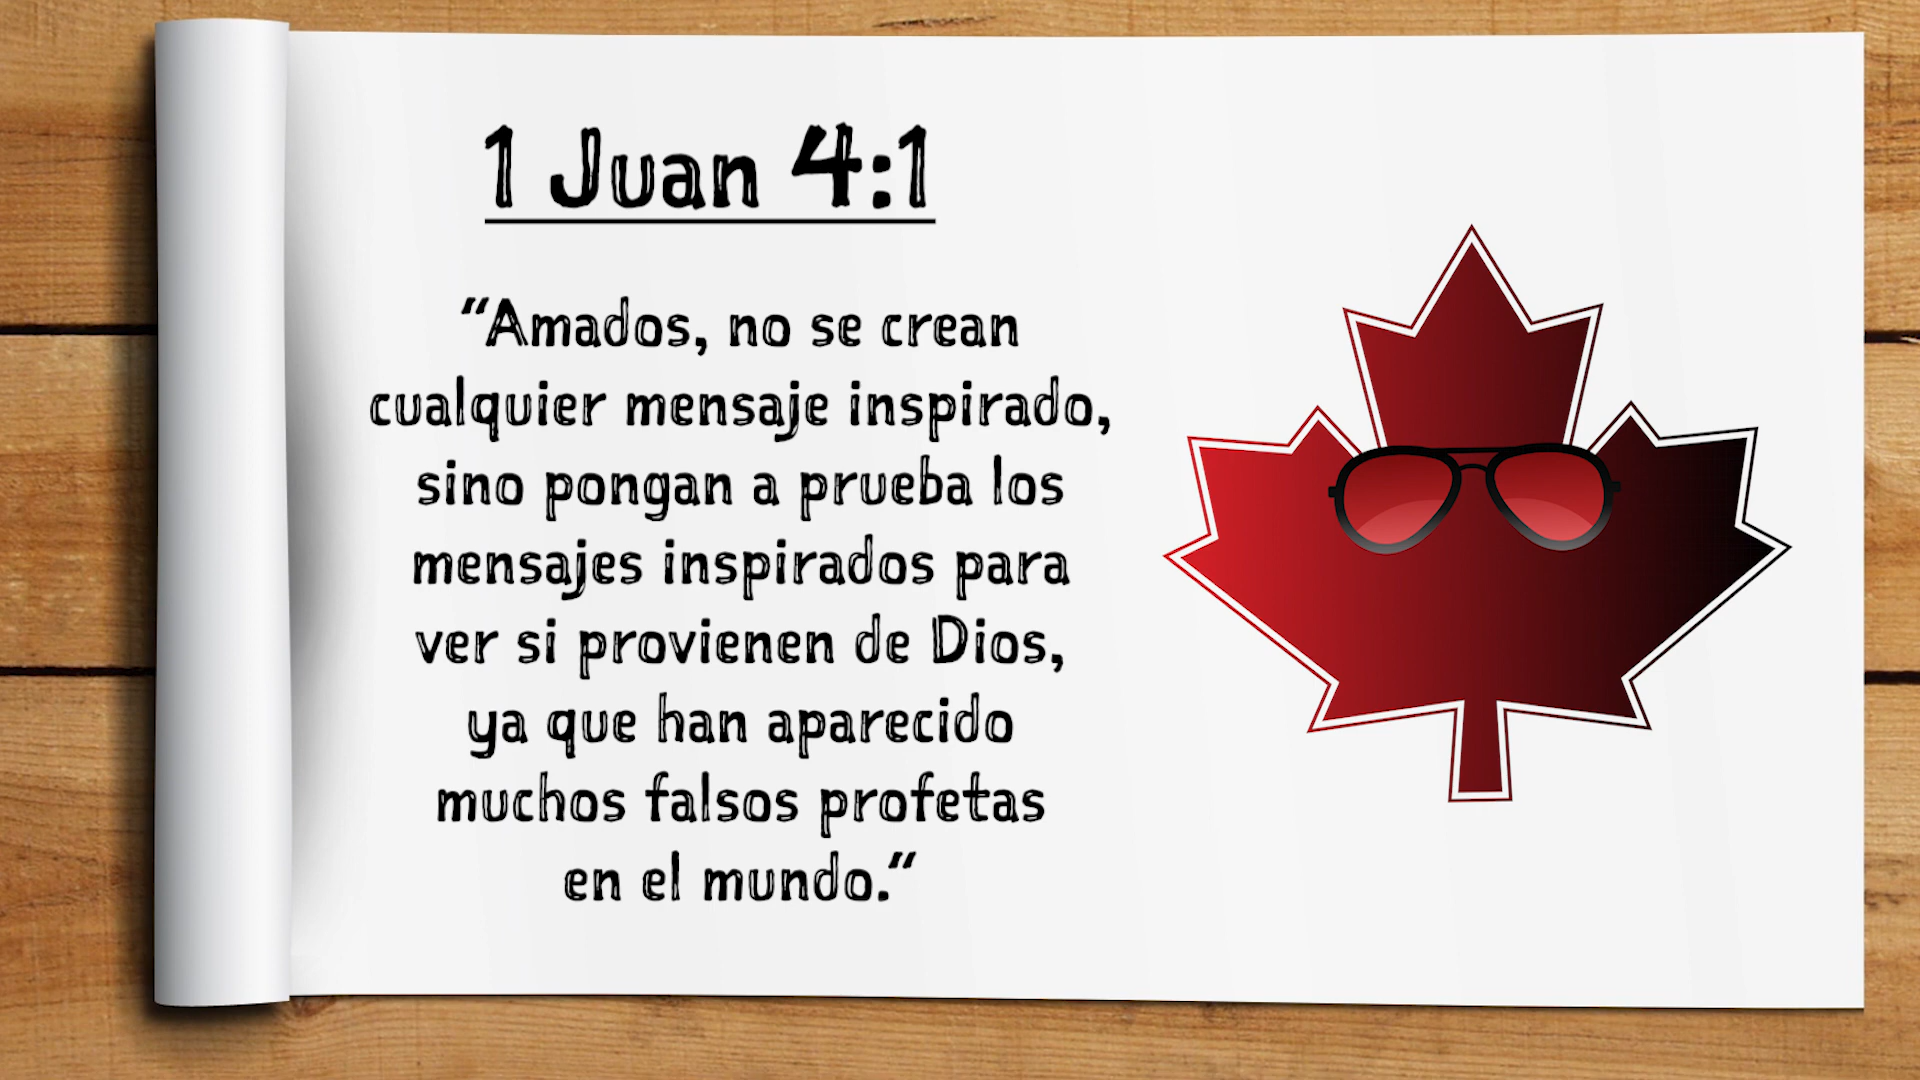 1 Juan 4:1
“Amados, no se crean
cualquier mensaje inspirado,
sino pongan a prueba los
mensajes inspirados para
ver si provienen de Dios,
ya que han aparecido
muchos falsos profetas
en el mundo.”